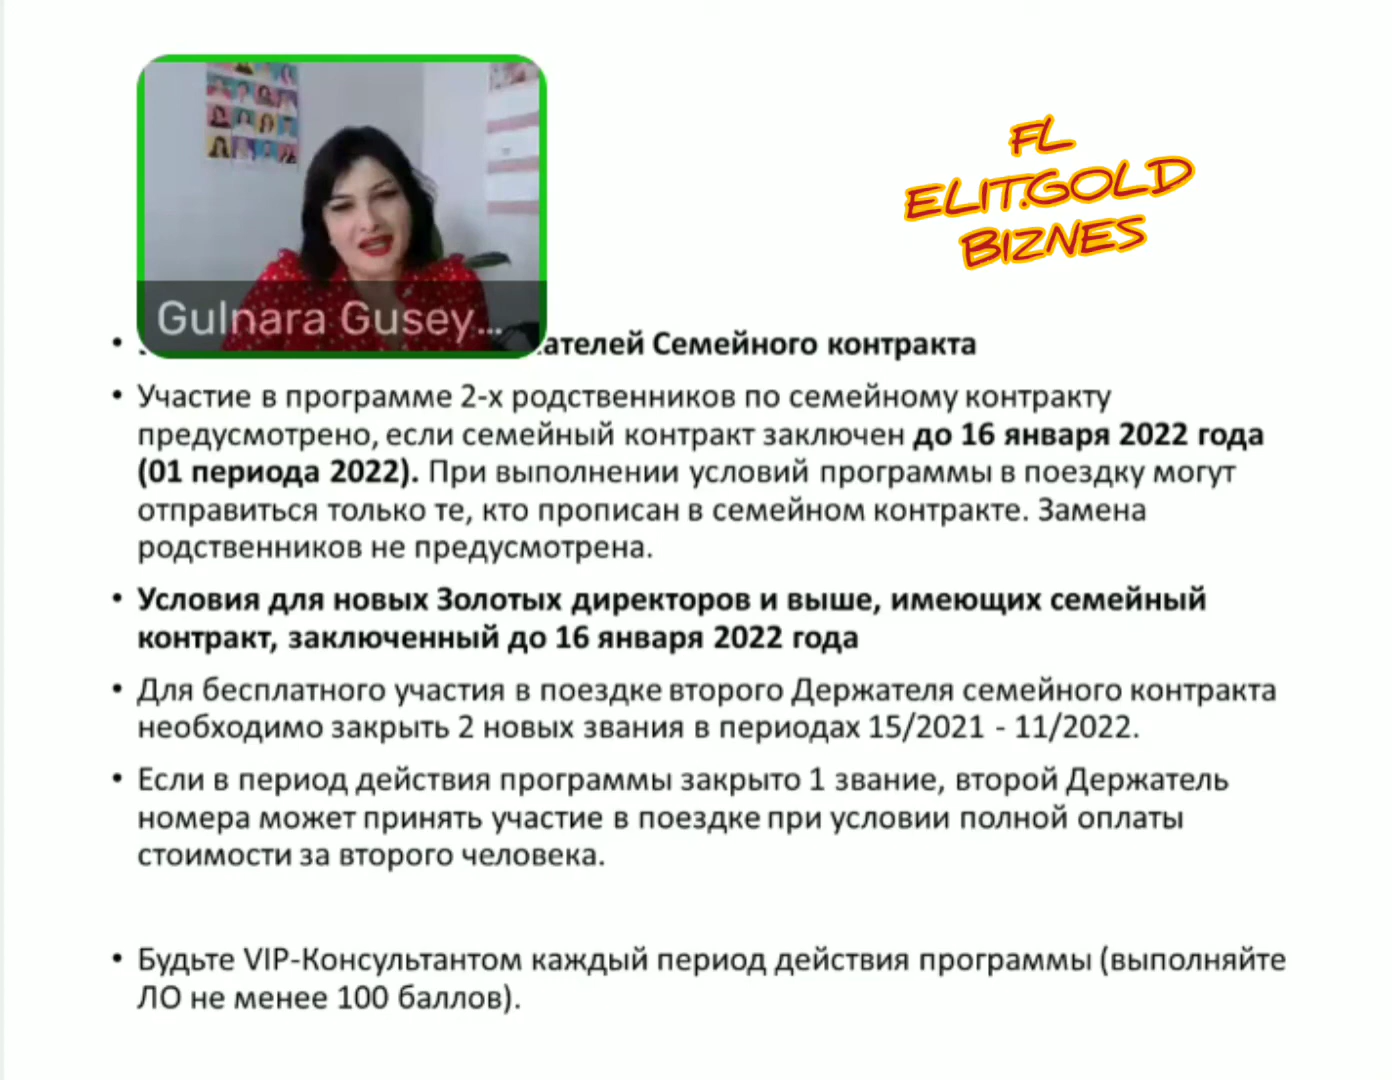 FL
ELIT.GOLD
BIZNES
Gulnara Gusey...
Семейного контракта
• Участие в программе 2-х родственников по семейному контракту
предусмотрено, если семейный контракт заключен до 16 января 2022 года
(01 периода 2022). При выполнении условий программы в поездку могут
отправиться только те, кто прописан в семейном контракте. Замена
родственников не предусмотрена.
• Условия для новых Золотых директоров и выше, имеющих семейный
контракт, заключенный до 16 января 2022 года
• Для бесплатного участия в поездке второго Держателя семейного контракта
необходимо закрыть 2 новых звания в периодах 15/2021 - 11/2022.
• Если в период действия программы закрыто 1 звание, второй Держатель
номера может принять участие в поездке при условии полной оплаты
стоимости за второго человека.
• Будьте VIP-Консультантом каждый период действия программы (выполняйте
ЛО не менее 100 баллов).